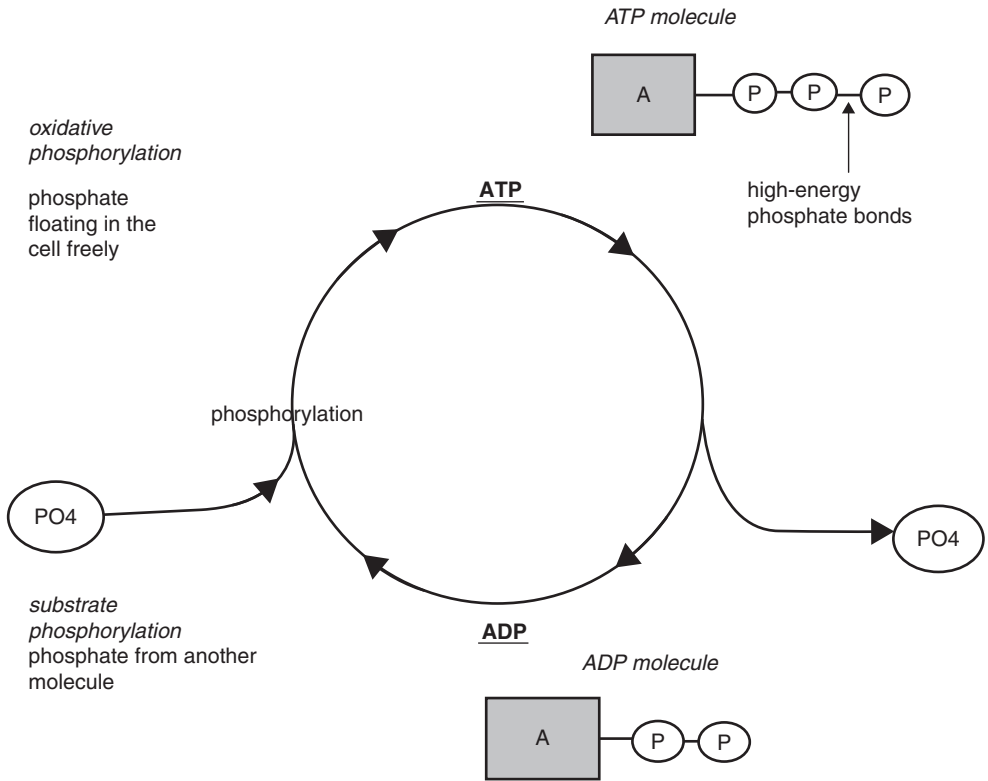 ATP molecule
A
P
P
P
high-energy
phosphate bonds
oxidative
phosphorylation
phosphate
floating in the
cell freely
ATP
phosphorylation
PO4
PO4
substrate
phosphorylation
phosphate from another
molecule
ADP
ADP molecule
A
P
P